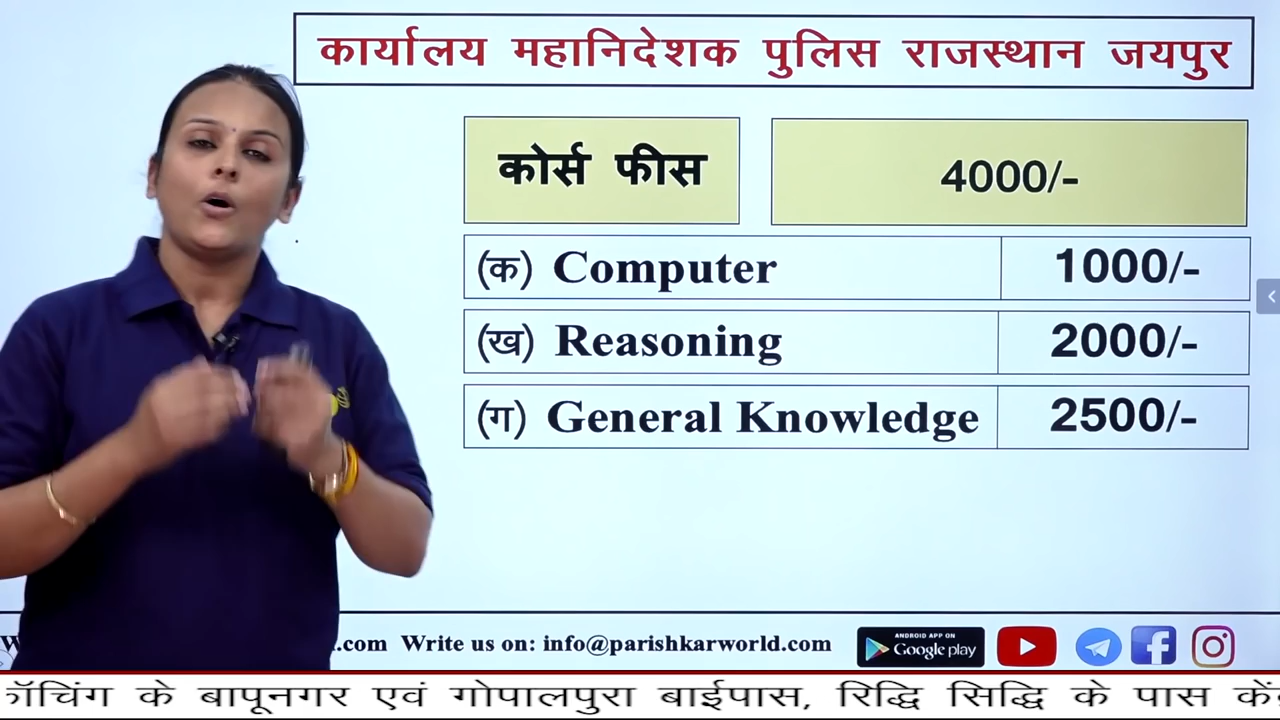 कार्यालय महानिदेशक पुलिस राजस्थान जयपुर
कोर्स फीस 4000/-
(क) Computer 1000/-
(ख) Reasoning 2000/-
(ग) General Knowledge 2500/-
.com Write us on: info@parishkarworld.com
ANDROID APP ON
Google play
के बापूनगर एवं गोपालपुरा बाईपास, रिद्धि सिद्धि के पास